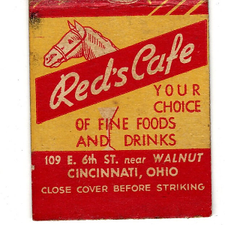 Red's Cafe
YOUR
CHOICE
OF FINE FOODS
AND DRINKS
109 E. 6th ST. near WALNUT
CINCINNATI, OHIO
CLOSE COVER BEFORE STRIKING